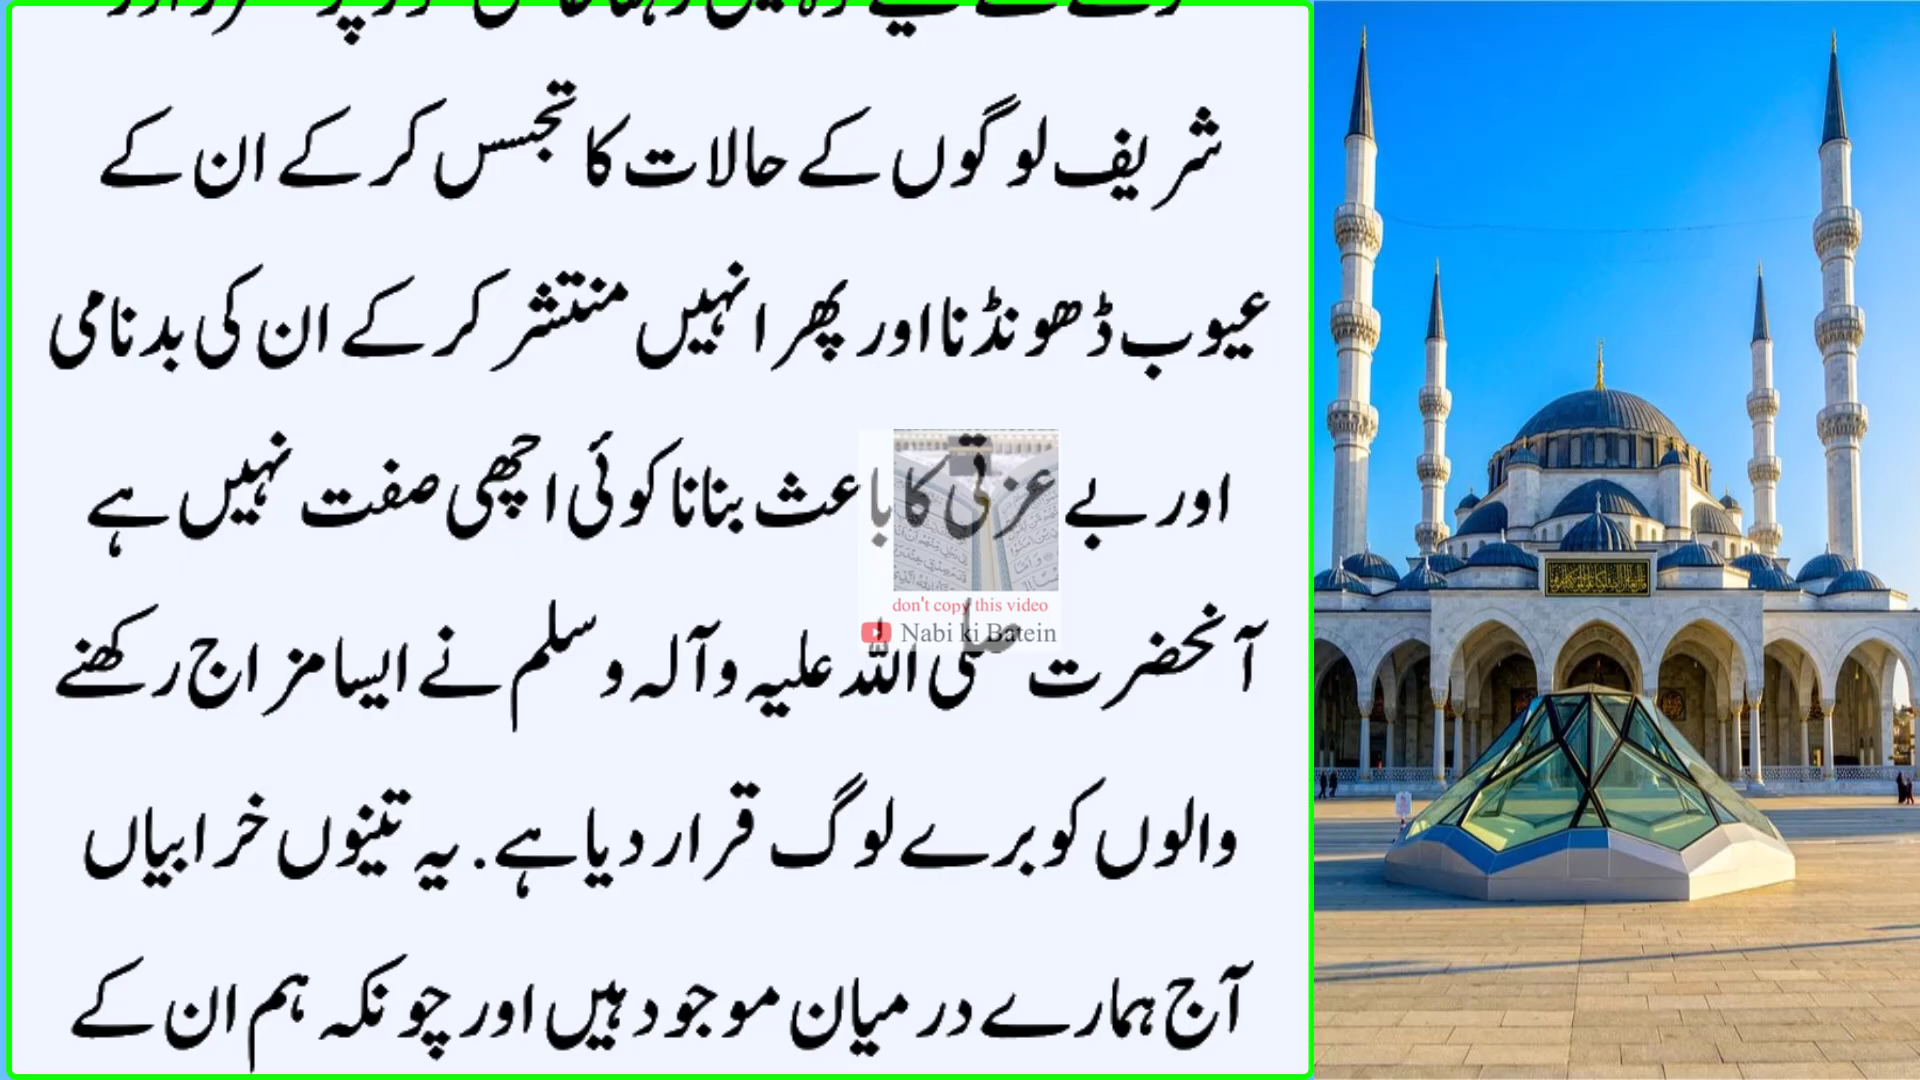 شریف لوگوں کے حالات کا تجسس کر کے ان کے
عیوب ڈھونڈنا اور پھر انہیں منتشر کر کے ان کی بدنامی
اور بے عزتی کا باعث بنانا کوئی اچھی صفت نہیں ہے
آنحضرت صلی اللہ علیہ وآلہ وسلم نے ایسا مزاج رکھنے
والوں کو برے لوگ قرار دیا ہے. یہ تینوں خرابیاں
آج ہمارے درمیان موجود ہیں اور چونکہ ہم ان کے
don't copy this video
Nabi ki Batein